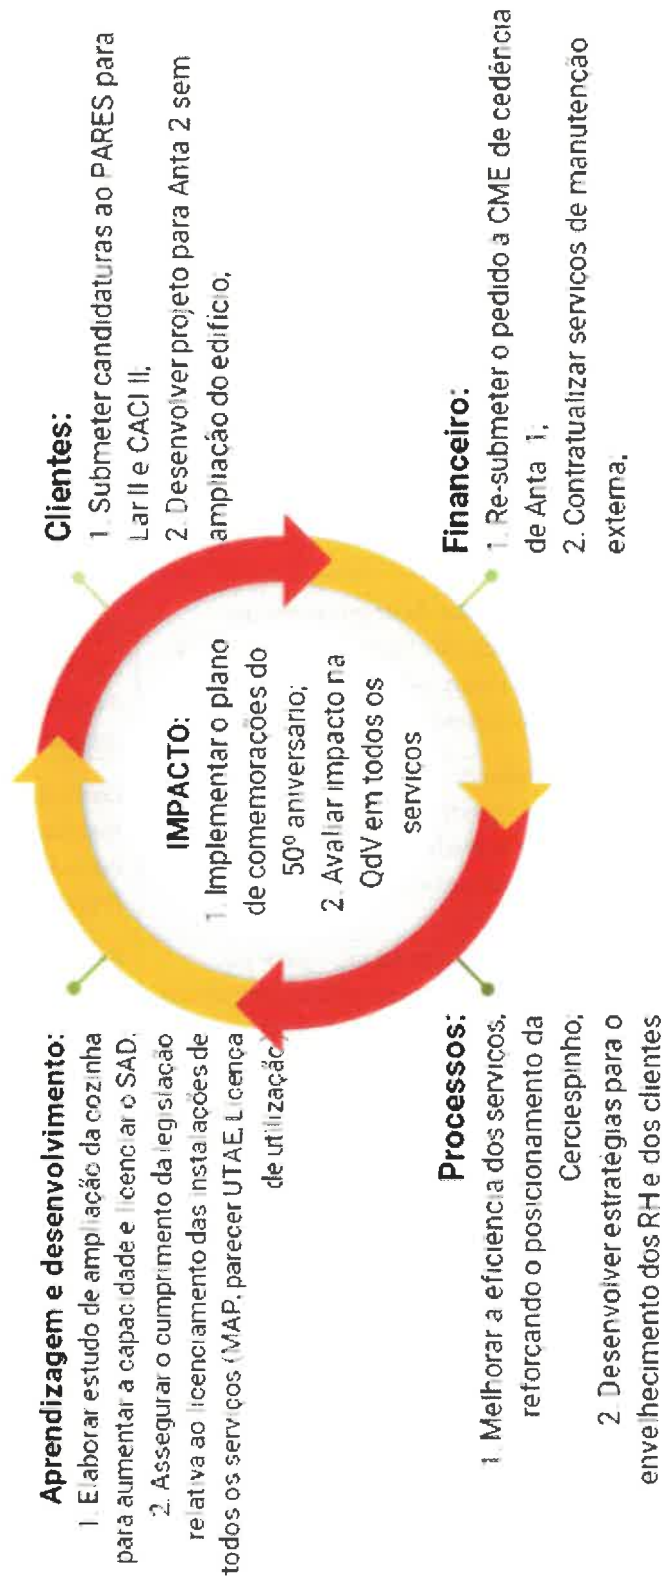 Aprendizagem e desenvolvimento:
1. Elaborar estudo de ampliação da cozinha
para aumentar a capacidade e licenciar o SAD.
2. Assegurar o cumprimento da legislação
relativa ao licenciamento das instalações de
todos os serviços (MAP, parecer UTAE, Licença
de utilização)
Clientes:
1. Submeter candidaturas ao PARES para
Lar II e CACI II;
2. Desenvolver projeto para Anta 2 sem
ampliação do edifício;
IMPACTO:
1. Implementar o plano
de comemorações do
50º aniversário;
2. Avaliar impacto na
QdV em todos os
serviços
Processos:
1. Melhorar a eficiência dos serviços,
reforçando o posicionamento da
Cerciespinho;
2. Desenvolver estratégias para o
envelhecimento dos RH e dos clientes
Financeiro:
1. Re-submeter o pedido a CME de cedência
de Anta 1;
2. Contratualizar serviços de manutenção
externa;